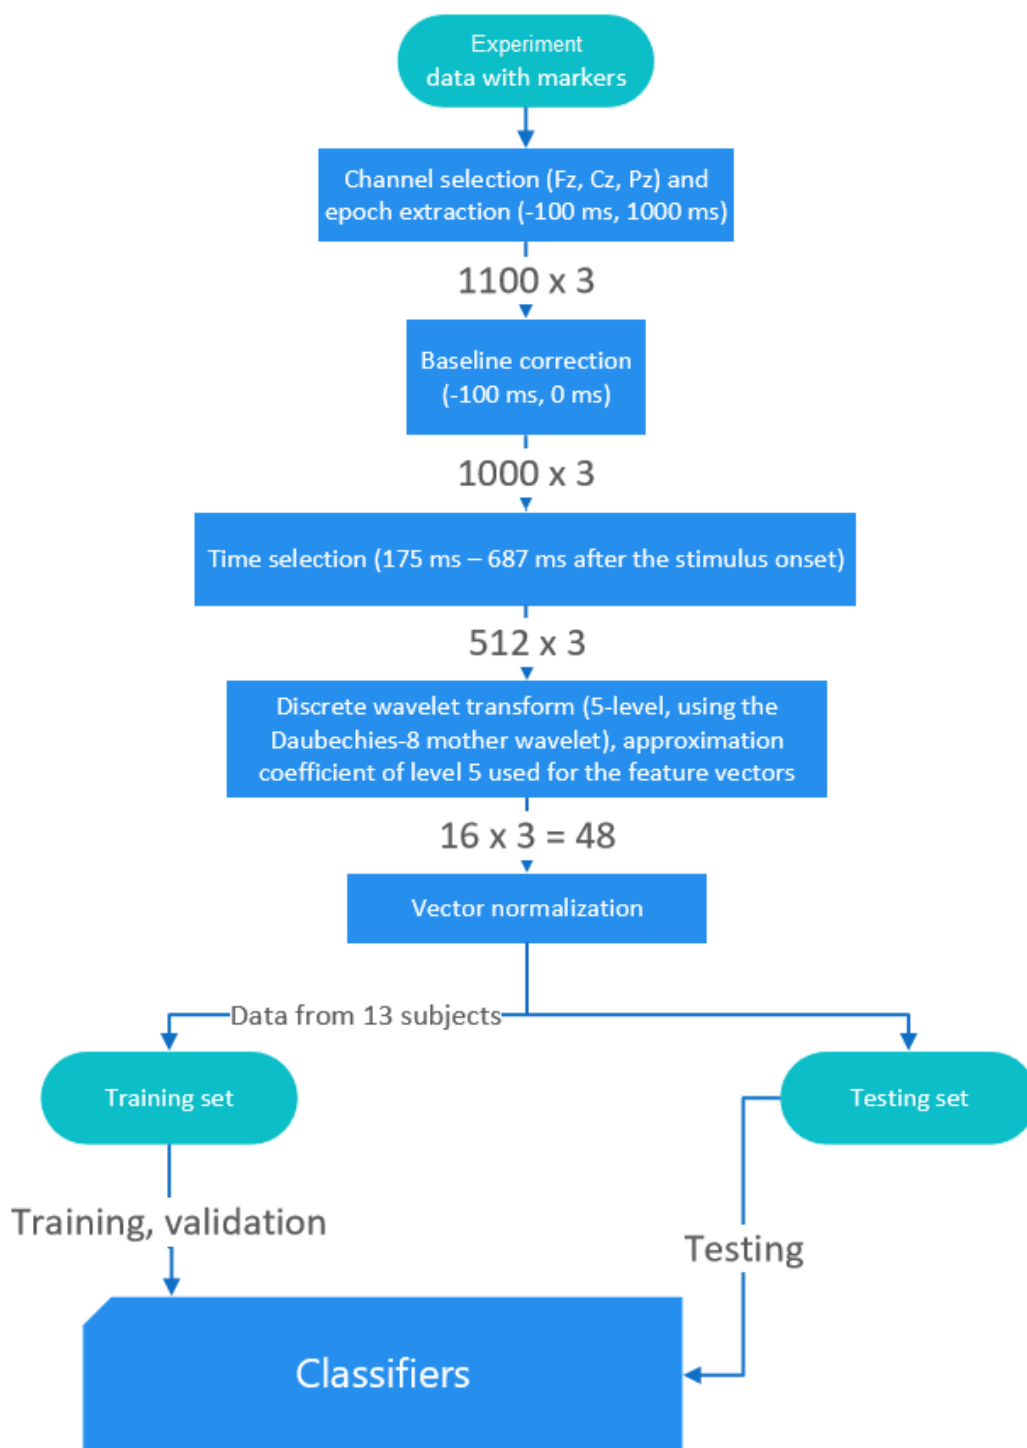 Experiment
data with markers
Channel selection (Fz, Cz, Pz) and
epoch extraction (-100 ms, 1000 ms)
1100 x 3
Baseline correction
(-100 ms, 0 ms)
1000 x 3
Time selection (175 ms – 687 ms after the stimulus onset)
512 x 3
Discrete wavelet transform (5-level, using the
Daubechies-8 mother wavelet), approximation
coefficient of level 5 used for the feature vectors
16 x 3 = 48
Vector normalization
Data from 13 subjects
Training set
Testing set
Training, validation
Testing
Classifiers